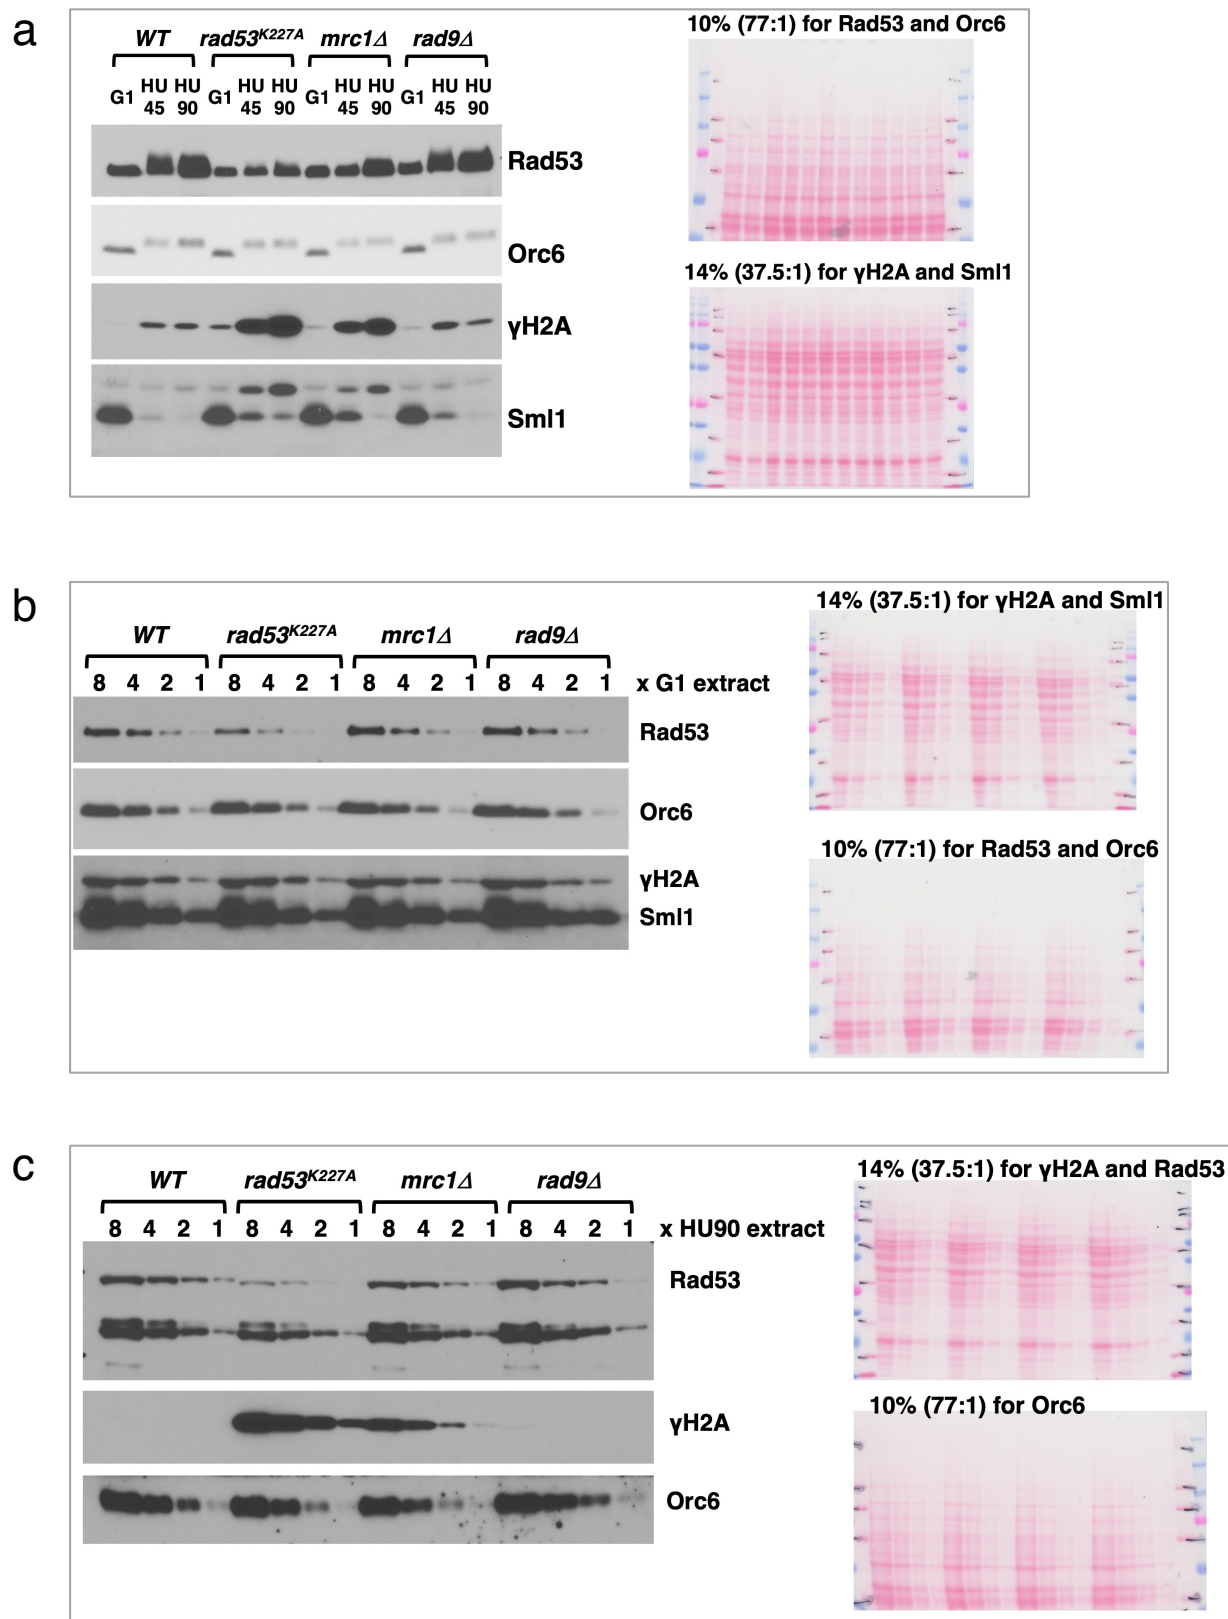 a
WT rad53K227A mrc1Δ rad9Δ
G1 HU 45 HU 90 G1 HU 45 HU 90 G1 HU 45 HU 90 G1 HU 45 HU 90
Rad53
Orc6
γH2A
Sml1
10% (77:1) for Rad53 and Orc6
14% (37.5:1) for γH2A and Sml1
b
WT rad53K227A mrc1Δ rad9Δ
8 4 2 1 8 4 2 1 8 4 2 1 8 4 2 1 x G1 extract
Rad53
Orc6
γH2A
Sml1
14% (37.5:1) for γH2A and Sml1
10% (77:1) for Rad53 and Orc6
c
WT rad53K227A mrc1Δ rad9Δ
8 4 2 1 8 4 2 1 8 4 2 1 8 4 2 1 x HU90 extract
Rad53
γH2A
Orc6
14% (37.5:1) for γH2A and Rad53
10% (77:1) for Orc6